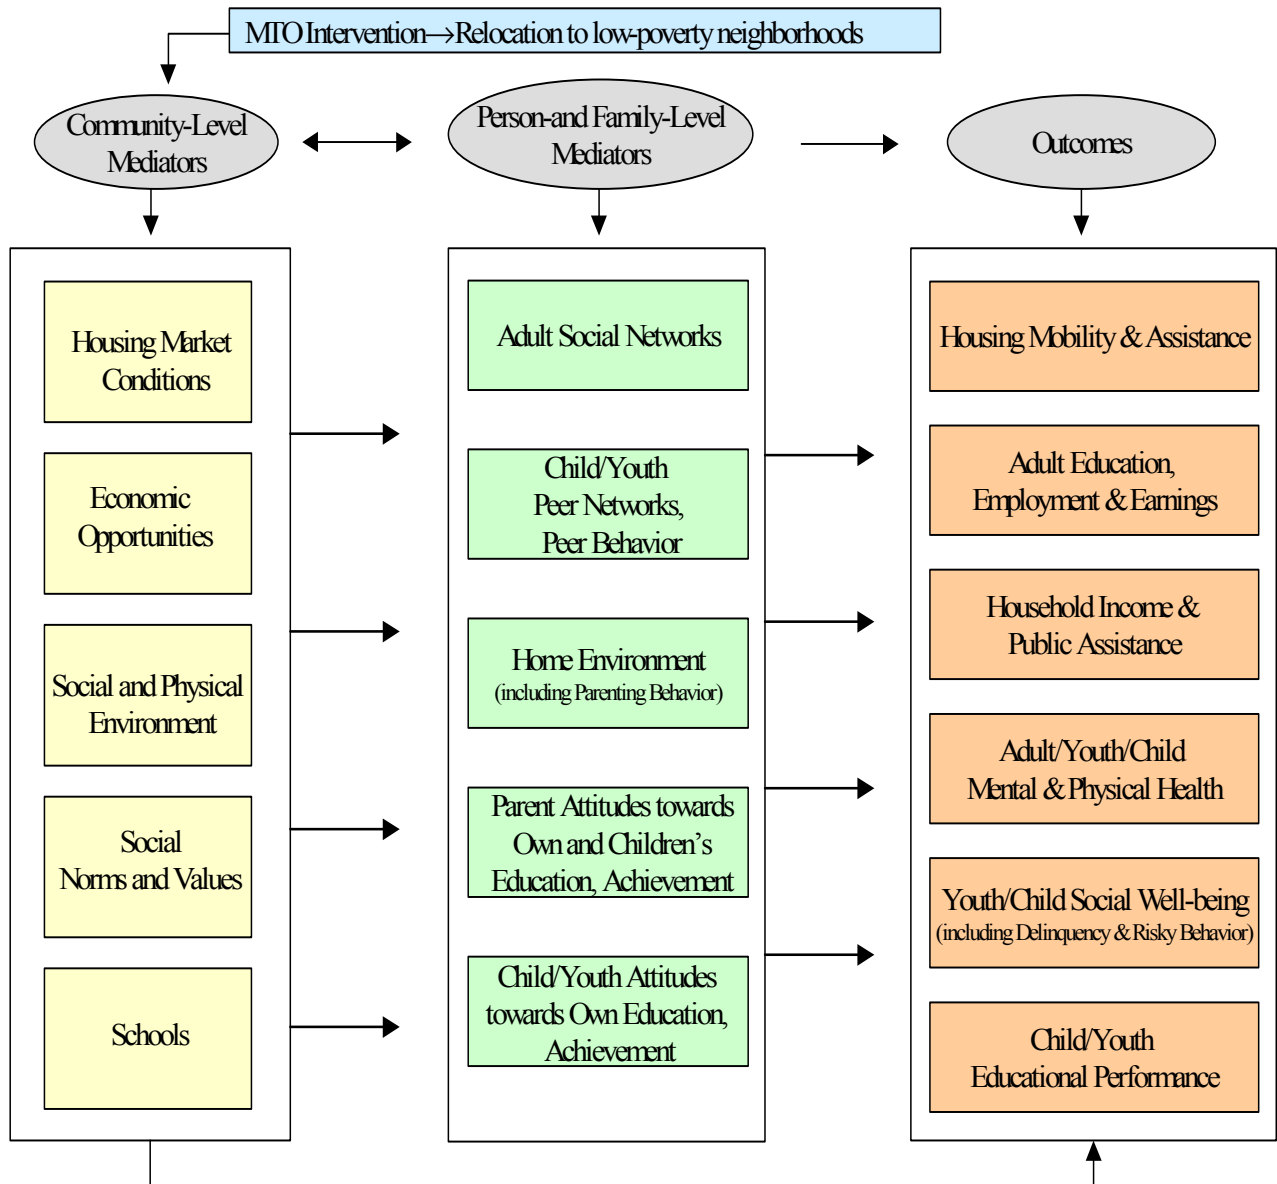 MTO Intervention→Relocation to low-poverty neighborhoods
Community-Level
Mediators
Person-and Family-Level
Mediators
Outcomes
Housing Market
Conditions
Economic
Opportunities
Social and Physical
Environment
Social
Norms and Values
Schools
Adult Social Networks
Child/Youth
Peer Networks,
Peer Behavior
Home Environment
(including Parenting Behavior)
Parent Attitudes towards
Own and Children’s
Education, Achievement
Child/Youth Attitudes
towards Own Education,
Achievement
Housing Mobility & Assistance
Adult Education,
Employment & Earnings
Household Income &
Public Assistance
Adult/Youth/Child
Mental & Physical Health
Youth/Child Social Well-being
(including Delinquency & Risky Behavior)
Child/Youth
Educational Performance